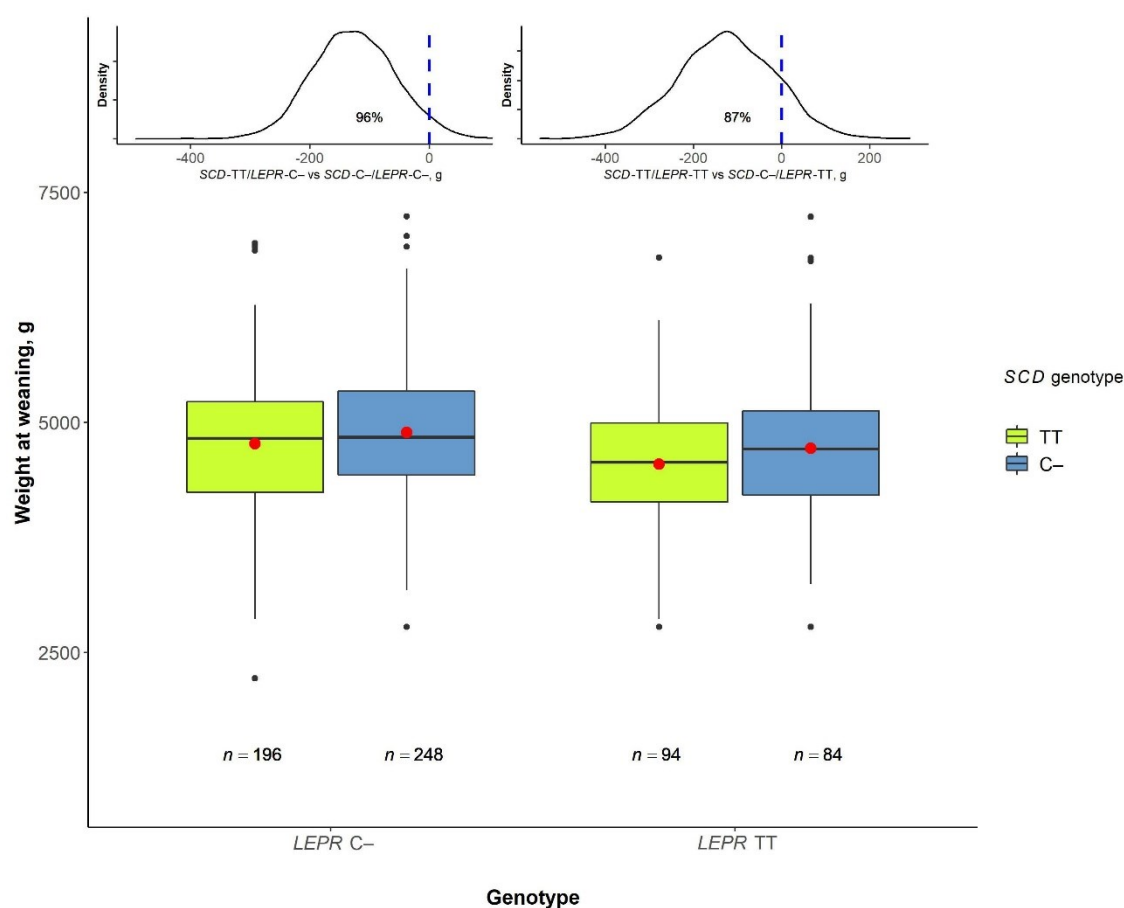 Density
96%
-400
-200
0
SCD-TT/LEPR-C– vs SCD-C–/LEPR-C–, g
Density
87%
-400
-200
0
200
SCD-TT/LEPR-TT vs SCD-C–/LEPR-TT, g
7500
5000
2500
Weight at weaning, g
n = 196
n = 248
n = 94
n = 84
LEPR C–
LEPR TT
Genotype
SCD genotype
TT
C–